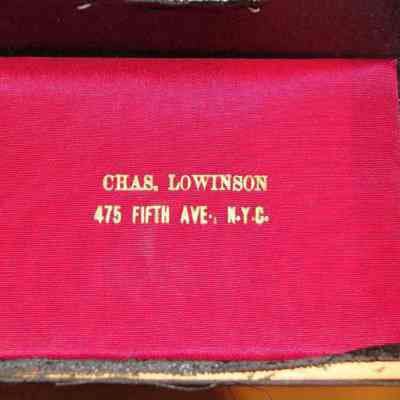 CHAS. LOWINSON
475 FIFTH AVE., N.Y.C.